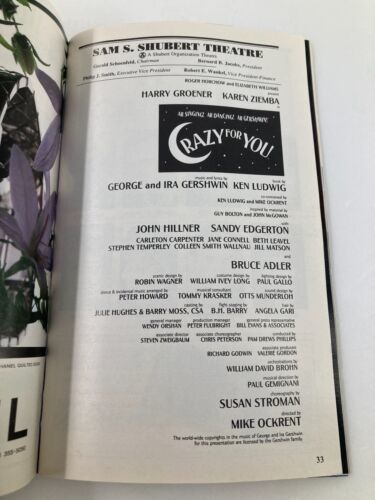 SAM S. SHUBERT THEATRE
A Shubert Organization Theatre
Gerald Schoenfeld, Chairman Bernard B. Jacobs, President
Philip J. Smith, Executive Vice President Robert E. Wankel, Vice President-Finance
ROGER HORCHOW and ELIZABETH WILLIAMS
present
HARRY GROENER KAREN ZIEMBA
in
All Singing! All Dancing! All Gershwin!
CRAZY FOR YOU
music and lyrics by book by
GEORGE and IRA GERSHWIN KEN LUDWIG
co-conceived by
KEN LUDWIG and MIKE OCKRENT
inspired by material by
GUY BOLTON and JOHN McGOWAN
with
JOHN HILLNER SANDY EDGERTON
CARLETON CARPENTER JANE CONNELL BETH LEAVEL
STEPHEN TEMPERLEY COLLEEN SMITH WALLNAU JILL MATSON
and
BRUCE ADLER
scenic design by costume design by lighting design by
ROBIN WAGNER WILLIAM IVEY LONG PAUL GALLO
dance & incidental music arranged by musical consultant sound design by
PETER HOWARD TOMMY KRASKER OTTS MUNDERLOH
casting by fight staging by hair by
JULIE HUGHES & BARRY MOSS, CSA B.H. BARRY ANGELA GARI
general manager production manager general press representative
WENDY ORSHAN PETER FULBRIGHT BILL EVANS & ASSOCIATES
associate director associate choreographer conducted by
STEVEN ZWEIGBAUM CHRIS PETERSON PAM DREWS PHILLIPS
associate producers
RICHARD GODWIN VALERIE GORDON
orchestrations by
WILLIAM DAVID BROHN
musical direction by
PAUL GEMIGNANI
choreography by
SUSAN STROMAN
directed by
MIKE OCKRENT
The world-wide copyrights in the music of George and Ira Gershwin
for this presentation are licensed by the Gershwin family.
33
L